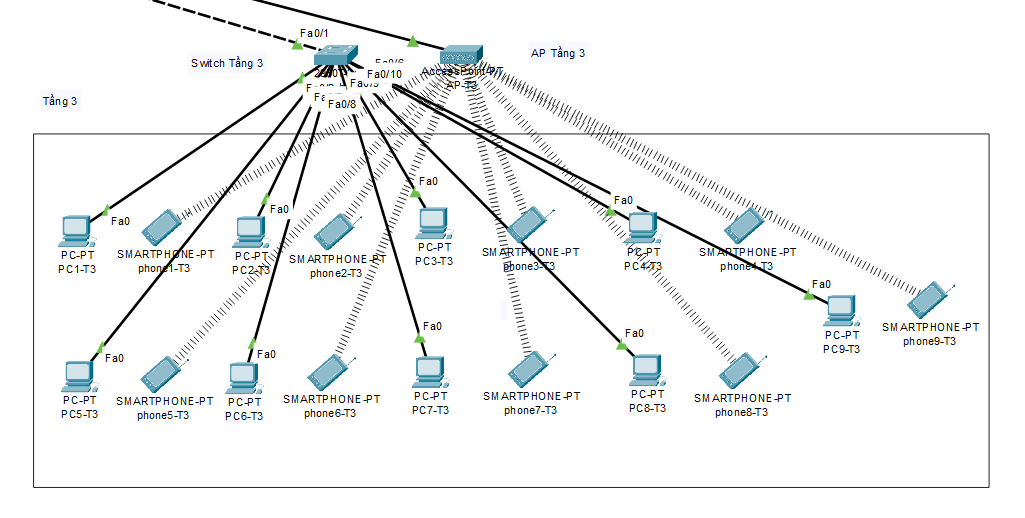 Fa0/1
Switch Tầng 3
AP Tầng 3
Fa0/10
AccessPoint-PT
AP-T3
Fa0/8
Tầng 3
Fa0
PC-PT
PC1-T3
SMARTPHONE-PT
phone1-T3
Fa0
PC-PT
PC2-T3
SMARTPHONE-PT
phone2-T3
Fa0
PC-PT
PC3-T3
SMARTPHONE-PT
phone3-T3
Fa0
PC-PT
PC4-T3
SMARTPHONE-PT
phone4-T3
Fa0
PC-PT
PC9-T3
SMARTPHONE-PT
phone9-T3
Fa0
PC-PT
PC5-T3
SMARTPHONE-PT
phone5-T3
Fa0
PC-PT
PC6-T3
SMARTPHONE-PT
phone6-T3
Fa0
PC-PT
PC7-T3
SMARTPHONE-PT
phone7-T3
Fa0
PC-PT
PC8-T3
SMARTPHONE-PT
phone8-T3